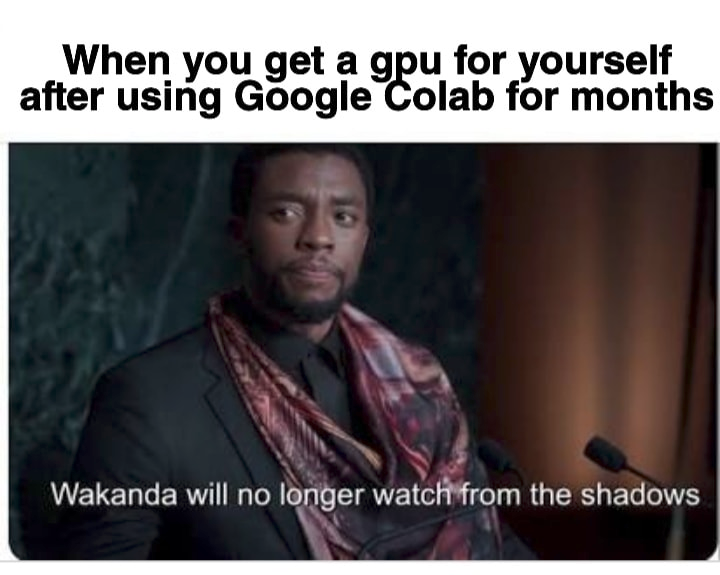 When you get a gpu for yourself
after using Google Colab for months
Wakanda will no longer watch from the shadows